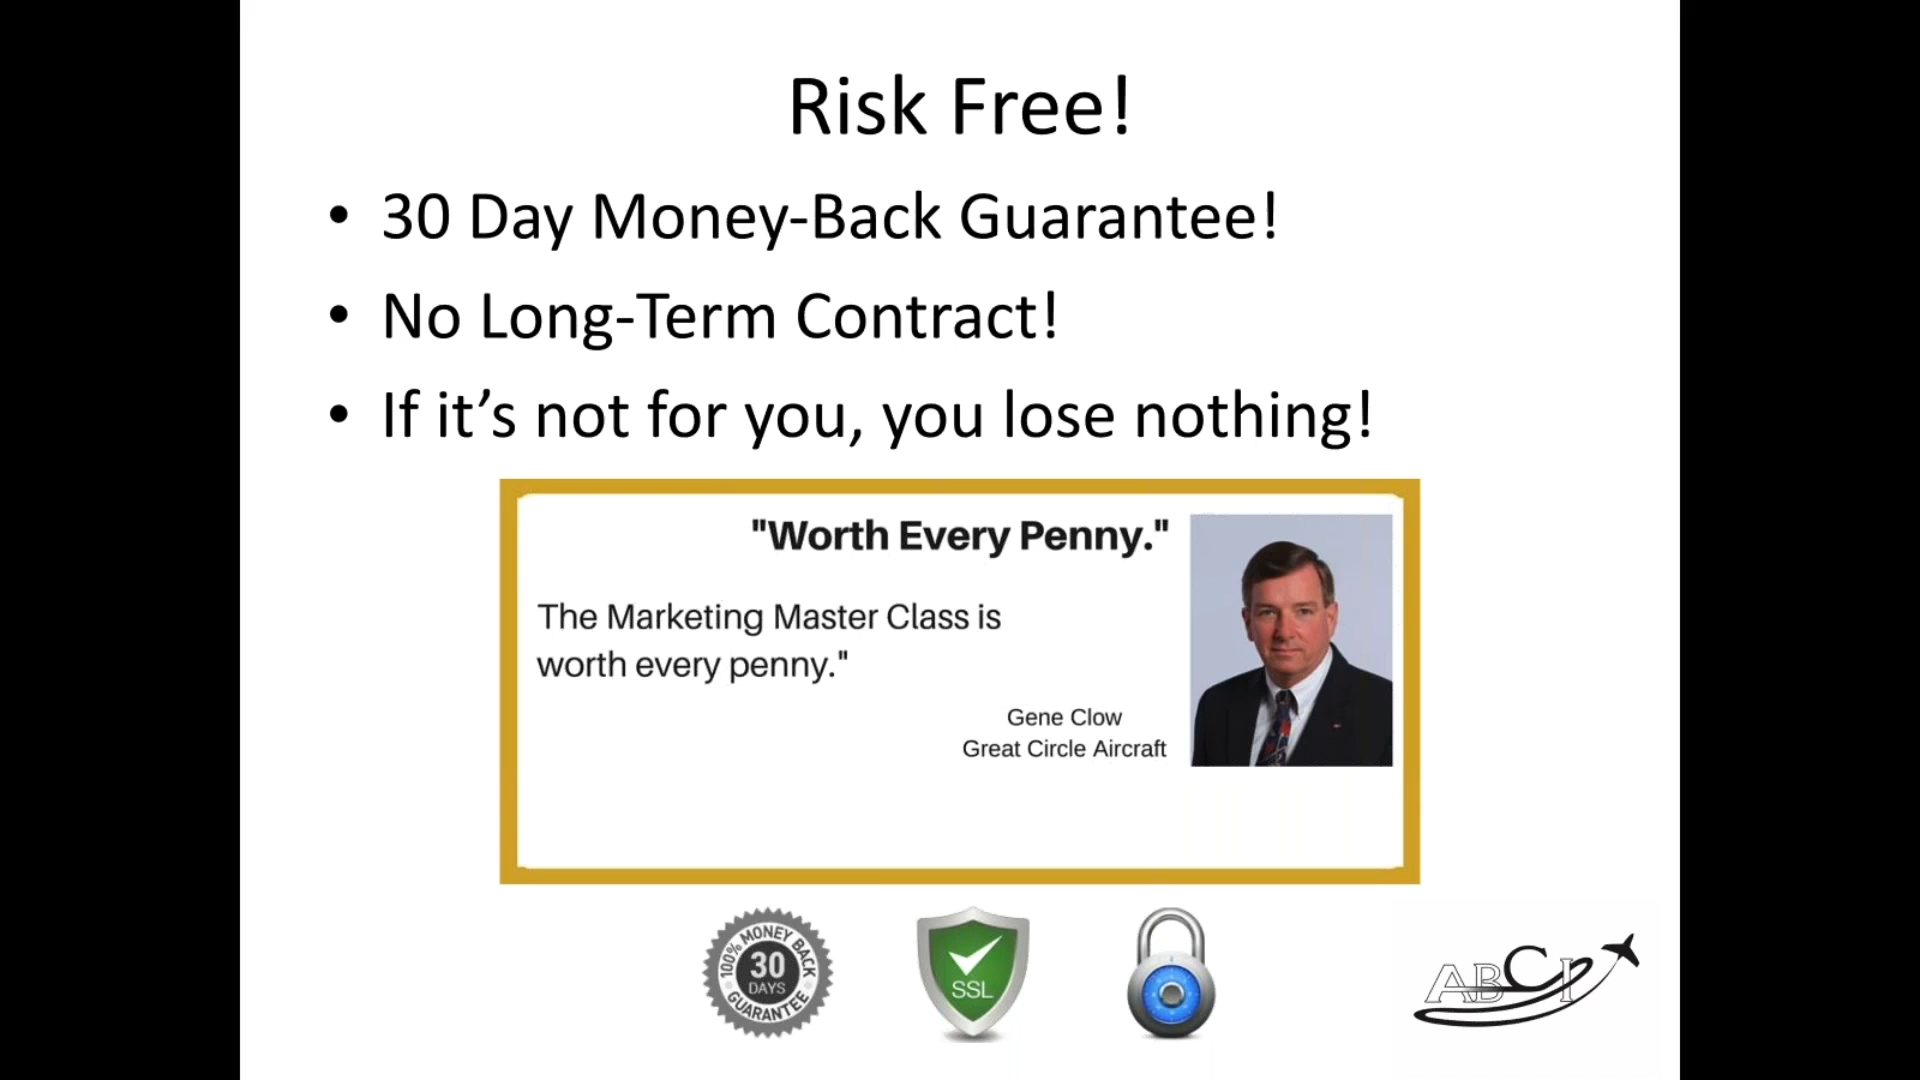 Risk Free!
• 30 Day Money-Back Guarantee!
• No Long-Term Contract!
• If it’s not for you, you lose nothing!
"Worth Every Penny."
The Marketing Master Class is
worth every penny."
Gene Clow
Great Circle Aircraft
100% MONEY BACK
30
DAYS
GUARANTEE
SSL
ABCI